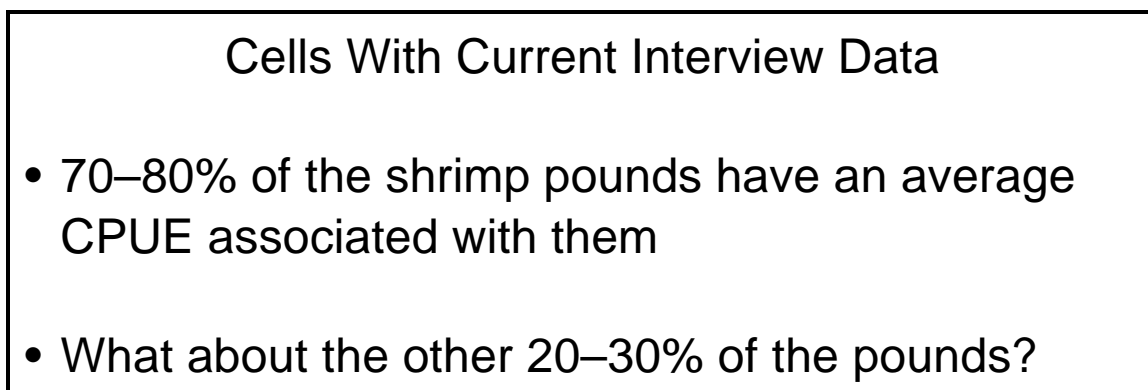 Cells With Current Interview Data
• 70–80% of the shrimp pounds have an average
CPUE associated with them
• What about the other 20–30% of the pounds?